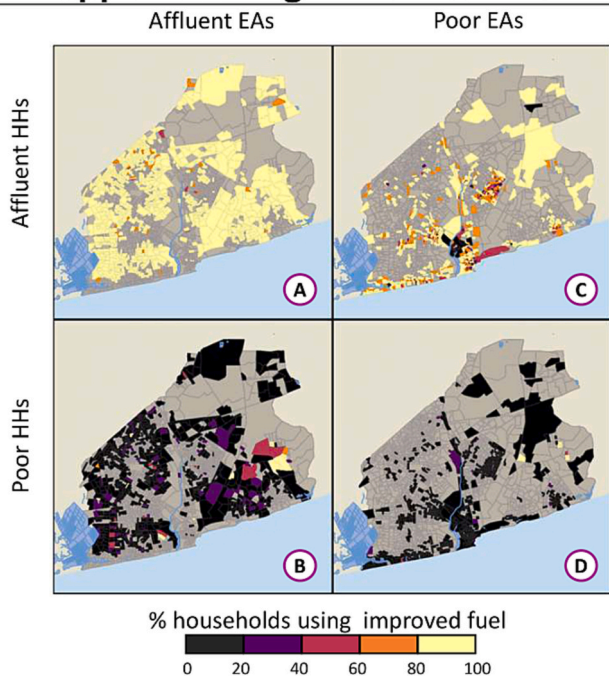 Affluent EAs
Poor EAs
Affluent HHs
A
C
Poor HHs
B
D
% households using improved fuel
0 20 40 60 80 100